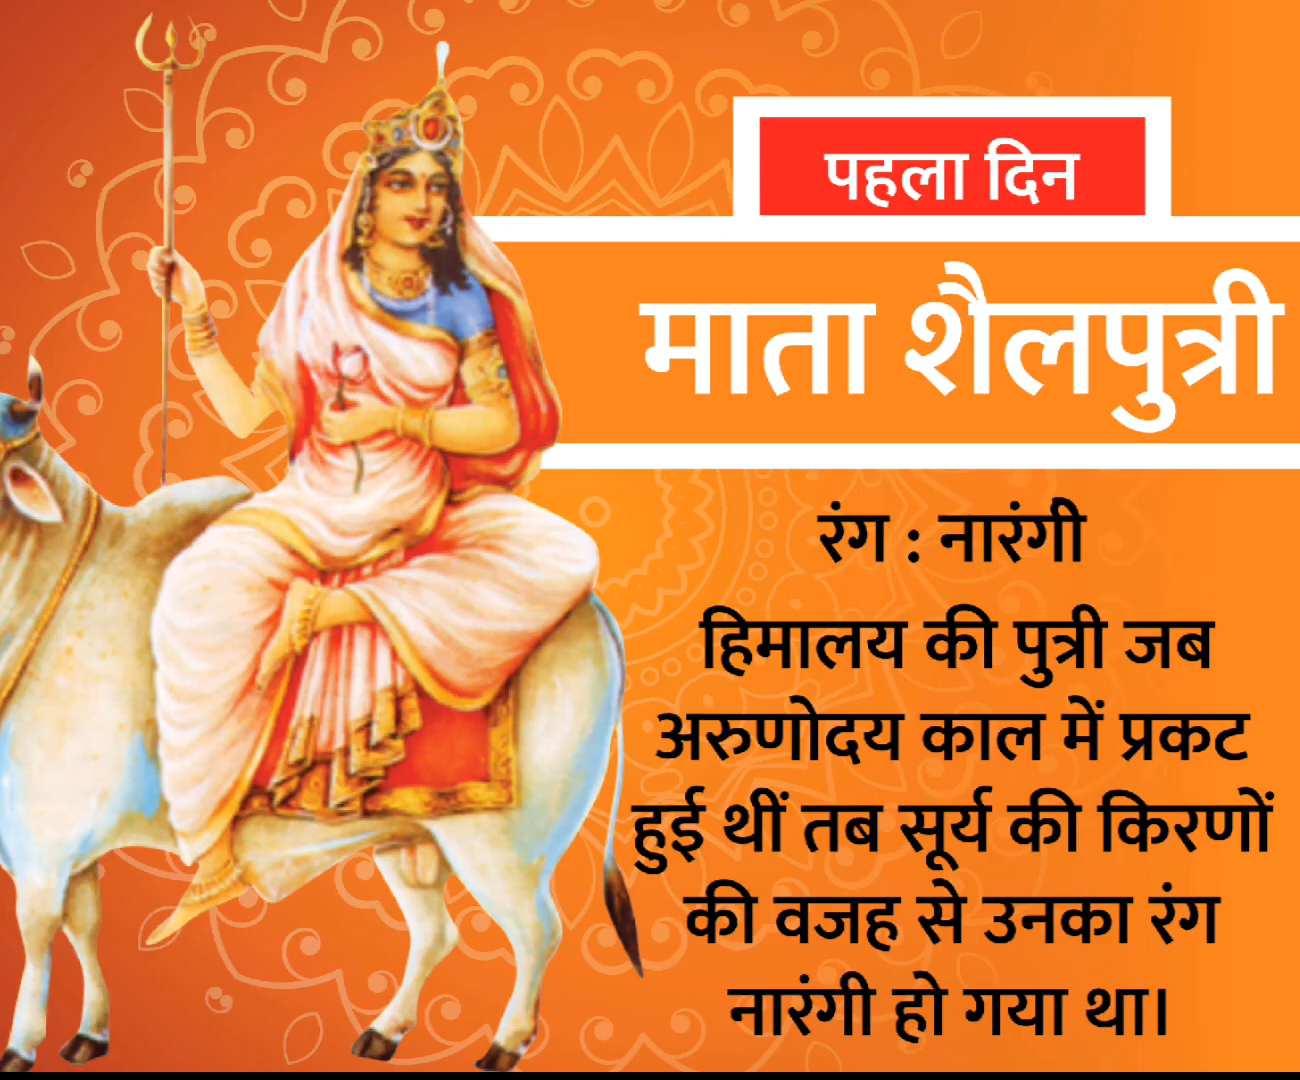 पहला दिन
माता शैलपुत्री
रंग : नारंगी
हिमालय की पुत्री जब
अरुणोदय काल में प्रकट
हुई थीं तब सूर्य की किरणों
की वजह से उनका रंग
नारंगी हो गया था।